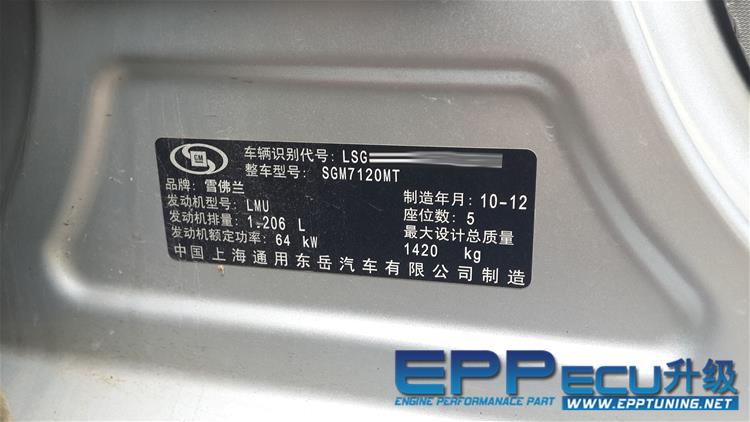 GM
车辆识别代号: LSG
整车型号: SGM7120MT
品牌: 雪佛兰
制造年月: 10-12
发动机型号: LMU
座位数: 5
发动机排量: 1.206 L
最大设计总质量
发动机额定功率: 64 kW
1420 kg
中国上海通用东岳汽车有限公司制造
EPP ECU升级
ENGINE PERFORMANACE PART
WWW.EPPTUNING.NET